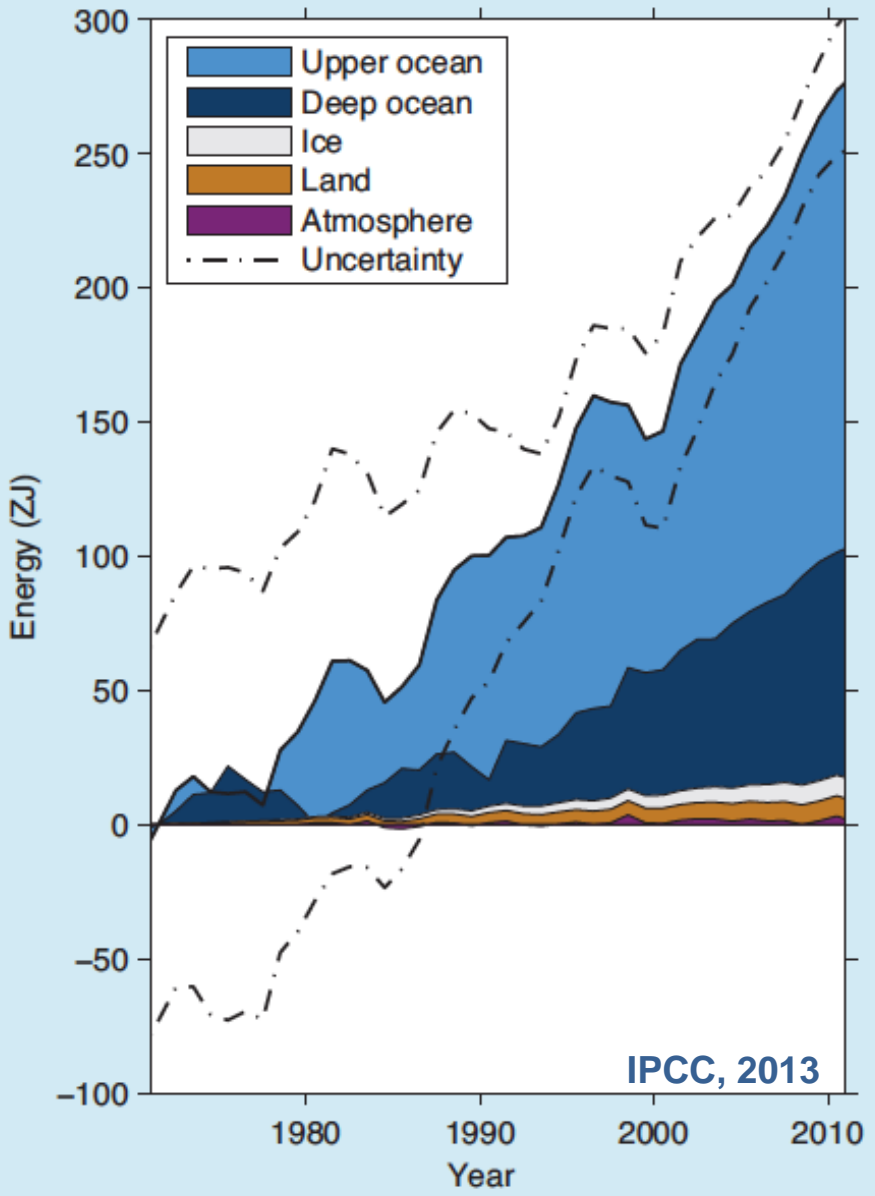 300
250
200
150
100
50
0
−50
−100
Energy (ZJ)
Upper ocean
Deep ocean
Ice
Land
Atmosphere
Uncertainty
IPCC, 2013
1980 1990 2000 2010
Year